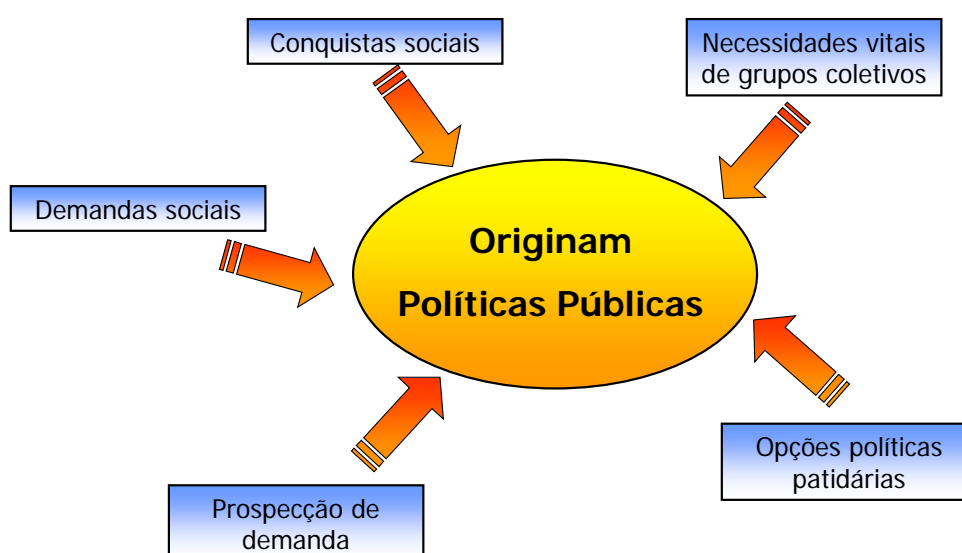 Conquistas sociais
Necessidades vitais
de grupos coletivos
Demandas sociais
Originam
Políticas Públicas
Opções políticas
patidárias
Prospecção de
demanda